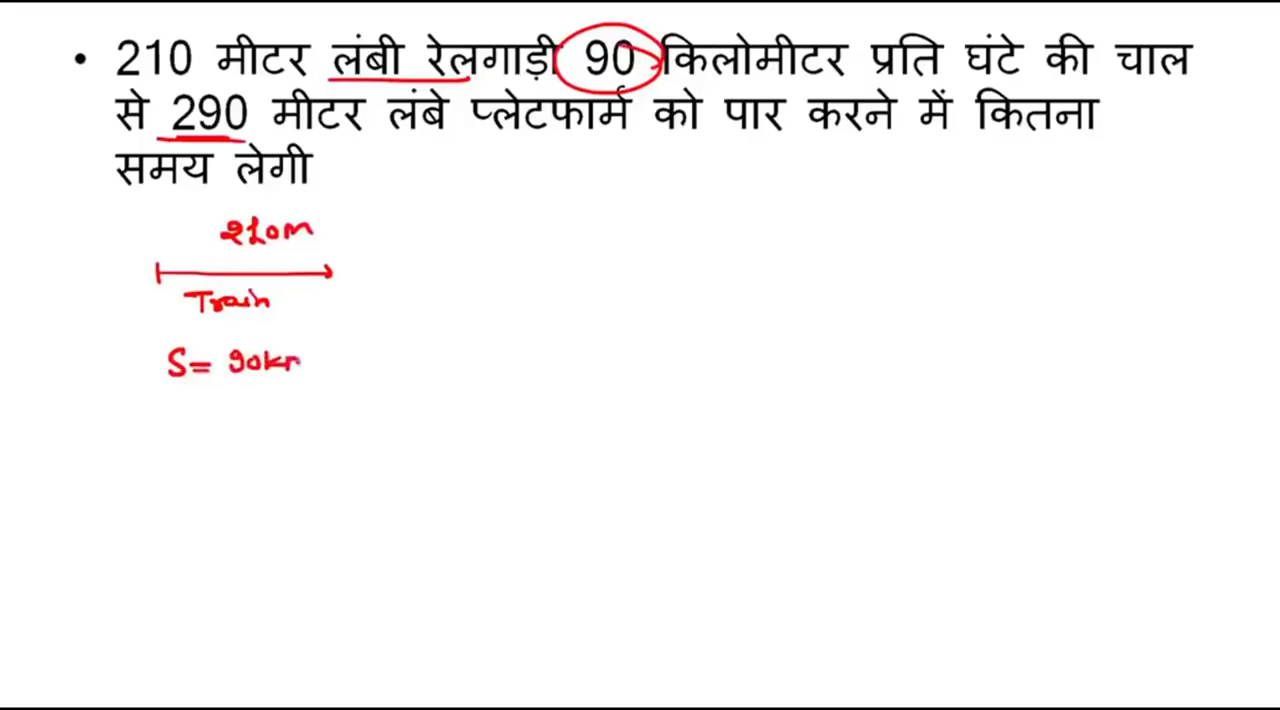 • 210 मीटर लंबी रेलगाड़ी 90 किलोमीटर प्रति घंटे की चाल
से 290 मीटर लंबे प्लेटफार्म को पार करने में कितना
समय लेगी
210m
Train
S= 90km